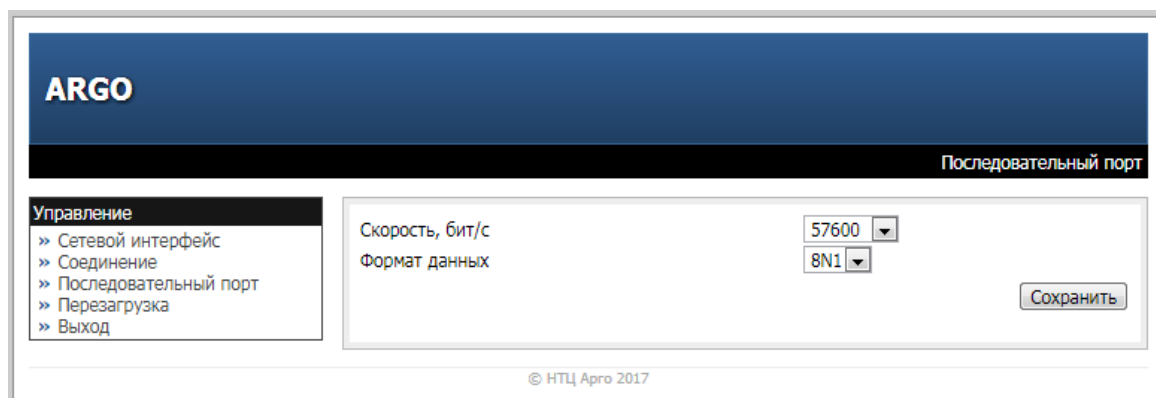 ARGO
Последовательный порт
Управление
» Сетевой интерфейс
» Соединение
» Последовательный порт
» Перезагрузка
» Выход
Скорость, бит/с 57600
Формат данных 8N1
Сохранить
© НТЦ Арго 2017